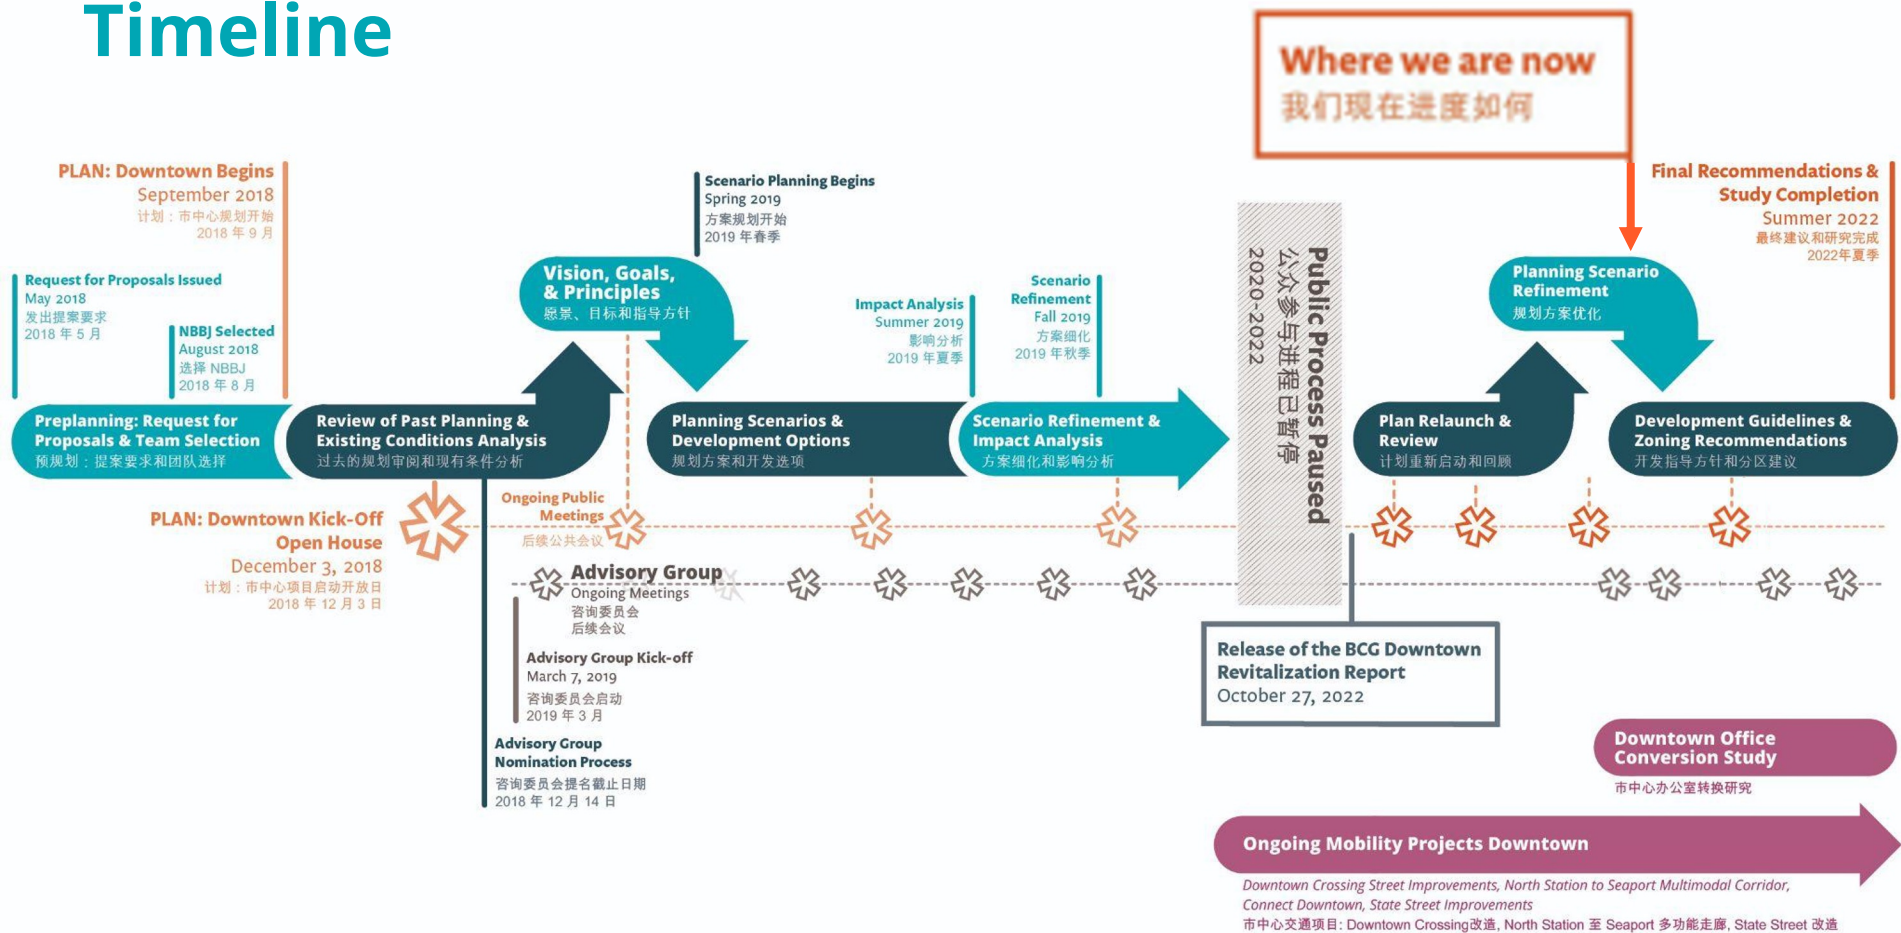 Timeline
Where we are now
我们现在进度如何
PLAN: Downtown Begins
September 2018
计划：市中心规划开始
2018 年 9 月
Request for Proposals Issued
May 2018
发出提案要求
2018 年 5 月
NBBJ Selected
August 2018
选择 NBBJ
2018 年 8 月
Scenario Planning Begins
Spring 2019
方案规划开始
2019 年春季
Impact Analysis
Summer 2019
影响分析
2019 年夏季
Scenario
Refinement
Fall 2019
方案细化
2019 年秋季
Final Recommendations &
Study Completion
Summer 2022
最终建议和研究完成
2022年夏季
Preplanning: Request for
Proposals & Team Selection
预规划：提案要求和团队选择
Review of Past Planning &
Existing Conditions Analysis
过去的规划审阅和现有条件分析
Vision, Goals,
& Principles
愿景、目标和指导方针
Planning Scenarios &
Development Options
规划方案和开发选项
Scenario Refinement &
Impact Analysis
方案细化和影响分析
Public Process Paused
公众参与进程已暂停
2020-2022
Plan Relaunch &
Review
计划重新启动和回顾
Planning Scenario
Refinement
规划方案优化
Development Guidelines &
Zoning Recommendations
开发指导方针和分区建议
PLAN: Downtown Kick-Off
Open House
December 3, 2018
计划：市中心项目启动开放日
2018 年 12 月 3 日
Ongoing Public
Meetings
后续公共会议
Advisory Group
Ongoing Meetings
咨询委员会
后续会议
Advisory Group Kick-off
March 7, 2019
咨询委员会启动
2019 年 3 月
Advisory Group
Nomination Process
咨询委员会提名截止日期
2018 年 12 月 14 日
Release of the BCG Downtown
Revitalization Report
October 27, 2022
Downtown Office
Conversion Study
市中心办公室转换研究
Ongoing Mobility Projects Downtown
Downtown Crossing Street Improvements, North Station to Seaport Multimodal Corridor,
Connect Downtown, State Street Improvements
市中心交通项目: Downtown Crossing改造, North Station 至 Seaport 多功能走廊, State Street 改造